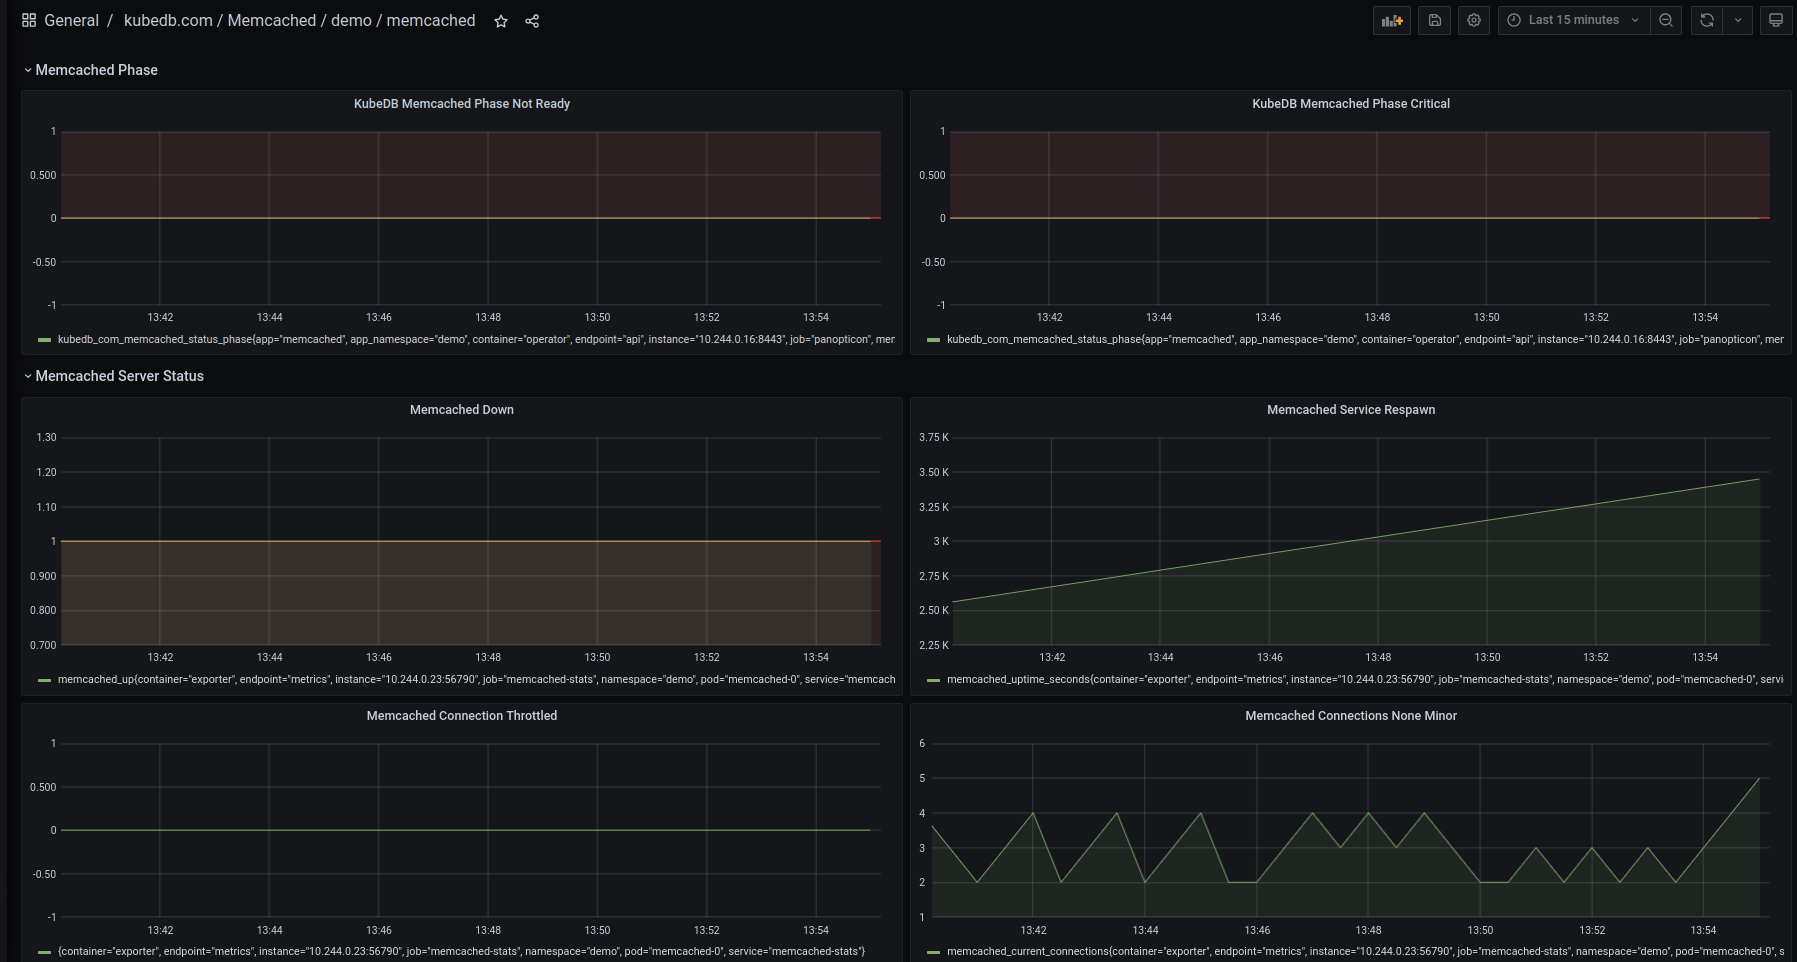 General / kubedb.com / Memcached / demo / memcached
Last 15 minutes
Memcached Phase
KubeDB Memcached Phase Not Ready
1
0.500
0
-0.50
-1
13:42 13:44 13:46 13:48 13:50 13:52 13:54
kubedb_com_memcached_status_phase{app="memcached", app_namespace="demo", container="operator", endpoint="api", instance="10.244.0.16:8443", job="panopticon", mer
KubeDB Memcached Phase Critical
1
0.500
0
-0.50
-1
13:42 13:44 13:46 13:48 13:50 13:52 13:54
kubedb_com_memcached_status_phase{app="memcached", app_namespace="demo", container="operator", endpoint="api", instance="10.244.0.16:8443", job="panopticon", mer
Memcached Server Status
Memcached Down
1.30
1.20
1.10
1
0.900
0.800
0.700
13:42 13:44 13:46 13:48 13:50 13:52 13:54
memcached_up{container="exporter", endpoint="metrics", instance="10.244.0.23:56790", job="memcached-stats", namespace="demo", pod="memcached-0", service="memcach
Memcached Service Respawn
3.75 K
3.50 K
3.25 K
3 K
2.75 K
2.50 K
2.25 K
13:42 13:44 13:46 13:48 13:50 13:52 13:54
memcached_uptime_seconds{container="exporter", endpoint="metrics", instance="10.244.0.23:56790", job="memcached-stats", namespace="demo", pod="memcached-0", servi
Memcached Connection Throttled
1
0.500
0
-0.50
-1
13:42 13:44 13:46 13:48 13:50 13:52 13:54
{container="exporter", endpoint="metrics", instance="10.244.0.23:56790", job="memcached-stats", namespace="demo", pod="memcached-0", service="memcached-stats"}
Memcached Connections None Minor
6
5
4
3
2
1
13:42 13:44 13:46 13:48 13:50 13:52 13:54
memcached_current_connections{container="exporter", endpoint="metrics", instance="10.244.0.23:56790", job="memcached-stats", namespace="demo", pod="memcached-0", s